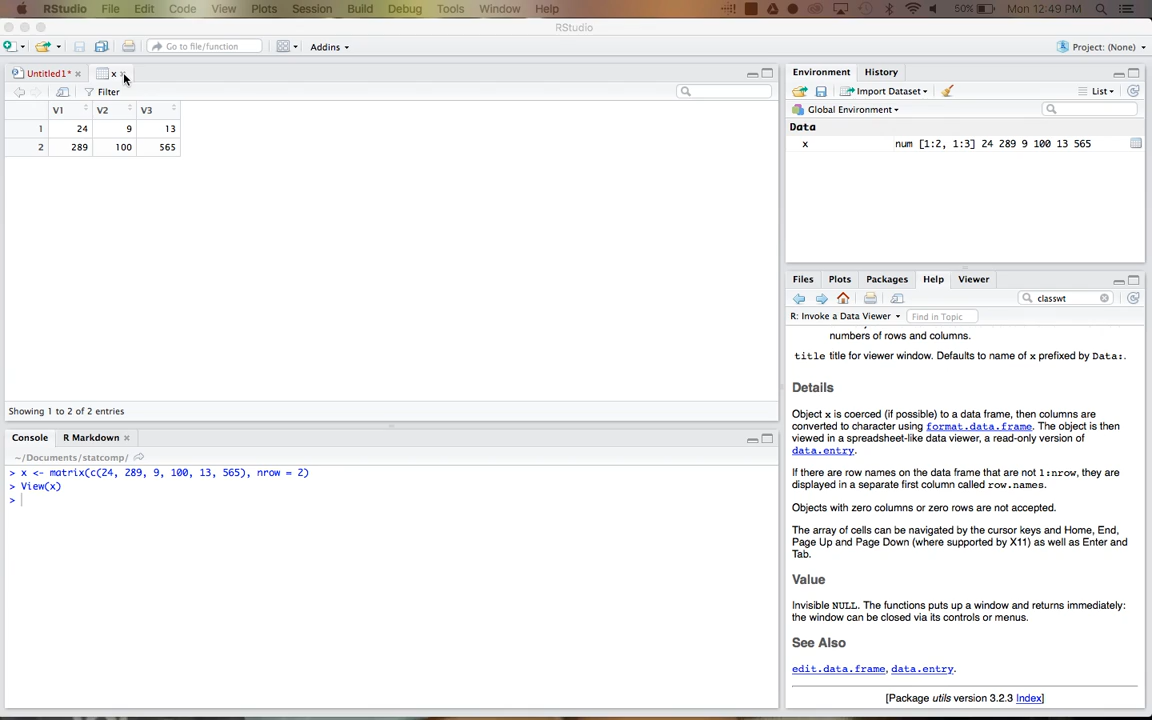 RStudio File Edit Code View Plots Session Build Debug Tools Window Help 50% Mon 12:49 PM
RStudio
Go to file/function Addins Project: (None)
Untitled1* x
Filter
V1 V2 V3
1 24 9 13
2 289 100 565
Showing 1 to 2 of 2 entries
Console R Markdown
~/Documents/statcomp/
> x <- matrix(c(24, 289, 9, 100, 13, 565), nrow = 2)
> View(x)
>
Environment History
Import Dataset List
Global Environment
Data
x num [1:2, 1:3] 24 289 9 100 13 565
Files Plots Packages Help Viewer
classwt
R: Invoke a Data Viewer Find in Topic
numbers of rows and columns.
title title for viewer window. Defaults to name of x prefixed by Data:.
Details
Object x is coerced (if possible) to a data frame, then columns are
converted to character using format.data.frame. The object is then
viewed in a spreadsheet-like data viewer, a read-only version of
data.entry.
If there are row names on the data frame that are not 1:nrow, they are
displayed in a separate first column called row.names.
Objects with zero columns or zero rows are not accepted.
The array of cells can be navigated by the cursor keys and Home, End,
Page Up and Page Down (where supported by X11) as well as Enter and
Tab.
Value
Invisible NULL. The functions puts up a window and returns immediately:
the window can be closed via its controls or menus.
See Also
edit.data.frame, data.entry.
[Package utils version 3.2.3 Index]